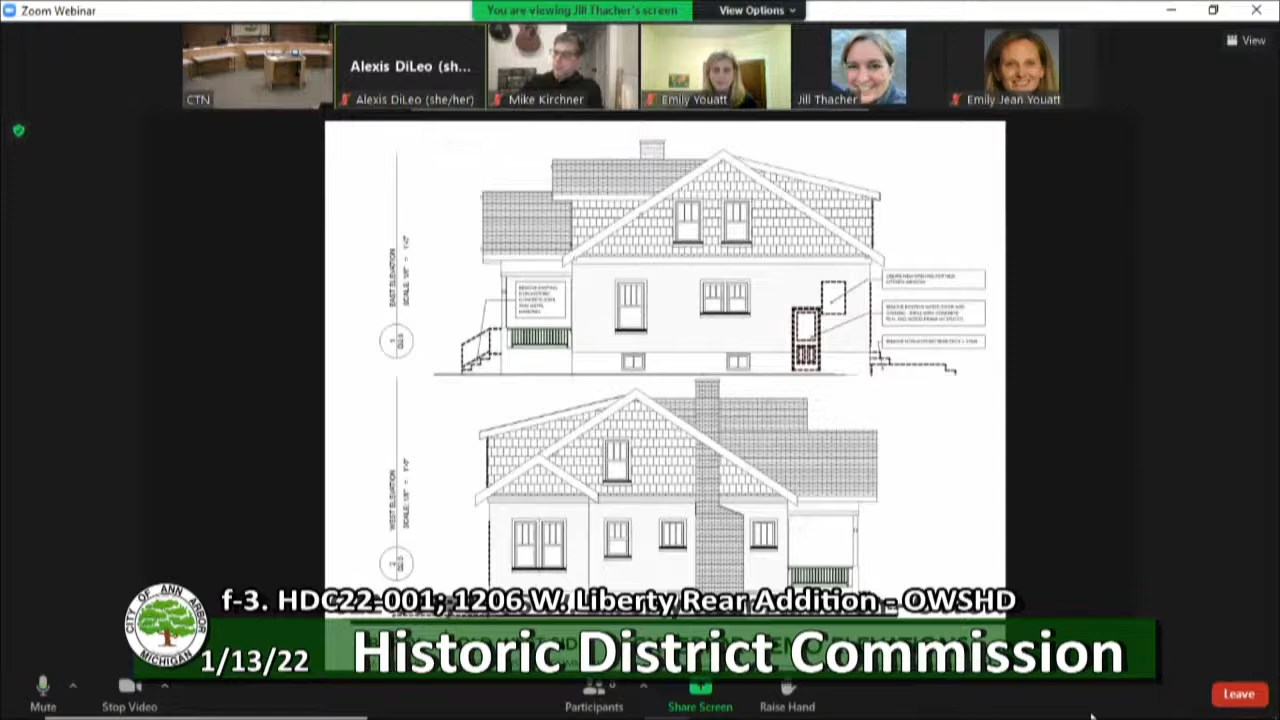 Zoom Webinar
You are viewing Jill Thacher's screen
View Options
View
CTN
Alexis DiLeo (sh...
Alexis DiLeo (she/her)
Mike Kirchner
Emily Youatt
Jill Thacher
Emily Jean Youatt
EAST ELEVATION
WEST ELEVATION
f-3. HDC22-001; 1206 W. Liberty Rear Addition - OWSHD
CITY OF ANN ARBOR
MICHIGAN
1/13/22
Historic District Commission
Mute
Stop Video
Participants
Share Screen
Raise Hand
Leave